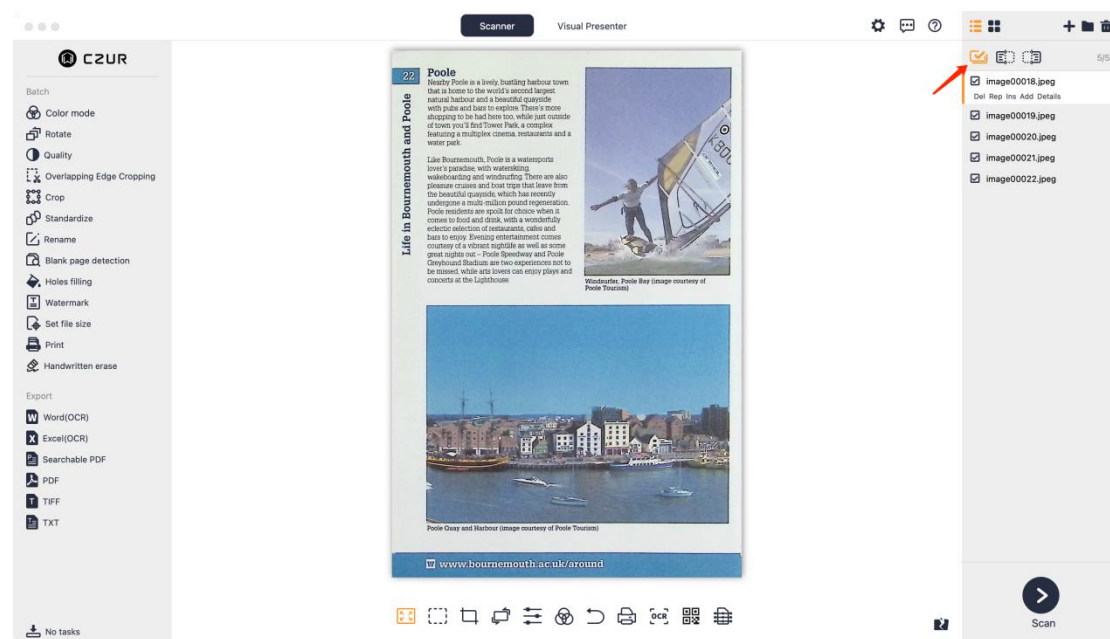 Scanner
Visual Presenter
CZUR
Batch
Color mode
Rotate
Quality
Overlapping Edge Cropping
Crop
Standardize
Rename
Blank page detection
Holes filling
Watermark
Set file size
Print
Handwritten erase
Export
Word(OCR)
Excel(OCR)
Searchable PDF
PDF
TIFF
TXT
No tasks
22
Life in Bournemouth and Poole
Poole
Nearby Poole is a lively, bustling harbour town
that is home to the world's second largest
natural harbour and a beautiful quayside
with pubs and bars to explore. There's more
shopping to be had here too, while just outside
of town you'll find Tower Park, a complex
featuring a multiplex cinema, restaurants and a
water park.
Like Bournemouth, Poole is a watersports
lover's paradise, with waterskiing,
wakeboarding and windsurfing. There are also
pleasure cruises and boat trips that leave from
the beautiful quayside, which has recently
undergone a multi-million pound regeneration.
Poole residents are spoilt for choice when it
comes to food and drink, with a wonderfully
eclectic selection of restaurants, cafes and
bars to enjoy. Evening entertainment comes
courtesy of a vibrant nightlife as well as some
great nights out – Poole Speedway and Poole
Greyhound Stadium are two experiences not to
be missed, while arts lovers can enjoy plays and
concerts at the Lighthouse.
Windsurfer, Poole Bay (image courtesy of
Poole Tourism)
Poole Quay and Harbour (image courtesy of Poole Tourism)
www.bournemouth.ac.uk/around
OCR
5/5
image00018.jpeg
Del Rep Ins Add Details
image00019.jpeg
image00020.jpeg
image00021.jpeg
image00022.jpeg
Scan